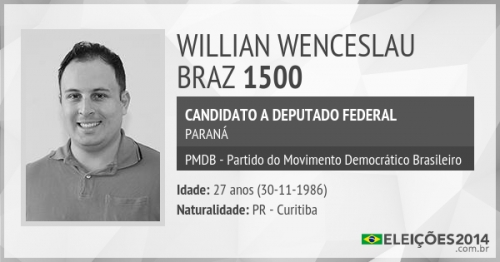 WILLIAN WENCESLAU
BRAZ 1500
CANDIDATO A DEPUTADO FEDERAL
PARANÁ
PMDB - Partido do Movimento Democrático Brasileiro
Idade: 27 anos (30-11-1986)
Naturalidade: PR - Curitiba
ELEIÇÕES2014
.com.br